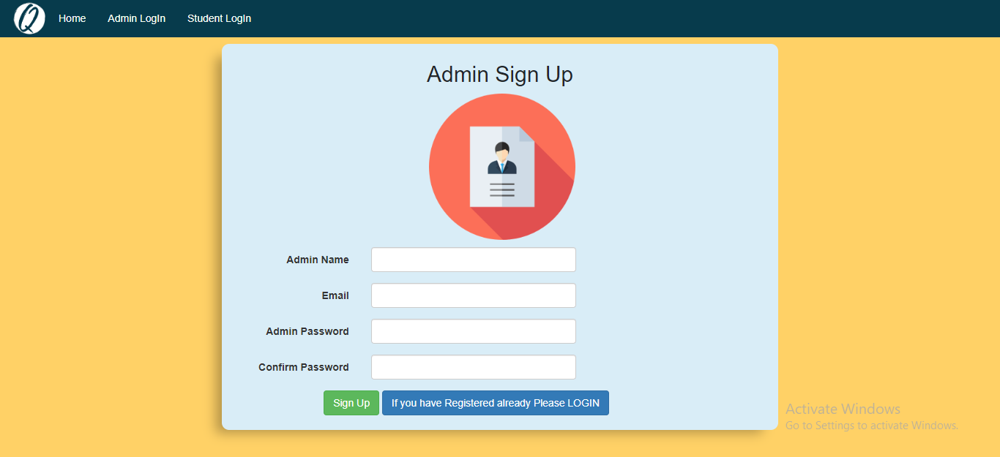 Q
Home Admin LogIn Student LogIn
Admin Sign Up
Admin Name
Email
Admin Password
Confirm Password
Sign Up If you have Registered already Please LOGIN
Activate Windows
Go to Settings to activate Windows.